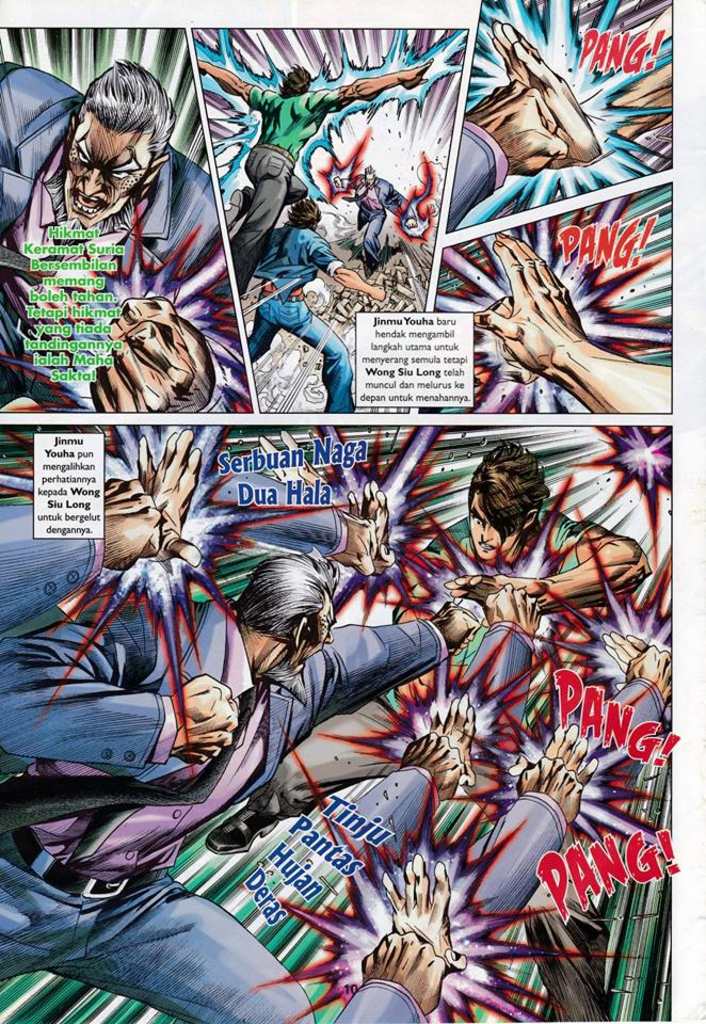 Hikmat
Keramat Suria
Bersembilan
memang
boleh tahan.
Tetapi hikmat
yang tiada
tandingannya
ialah Maha
Sakta!
PANG!
PANG!
Jinmu Youha baru
hendak mengambil
langkah utama untuk
menyerang semula tetapi
Wong Siu Long telah
muncul dan melurus ke
depan untuk menahannya.
Jinmu
Youha pun
mengalihkan
perhatiannya
kepada Wong
Siu Long
untuk bergelut
dengannya.
Serbuan Naga
Dua Hala
PANG!
Tinju
Pantas
Hujan
Deras
PANG!
10